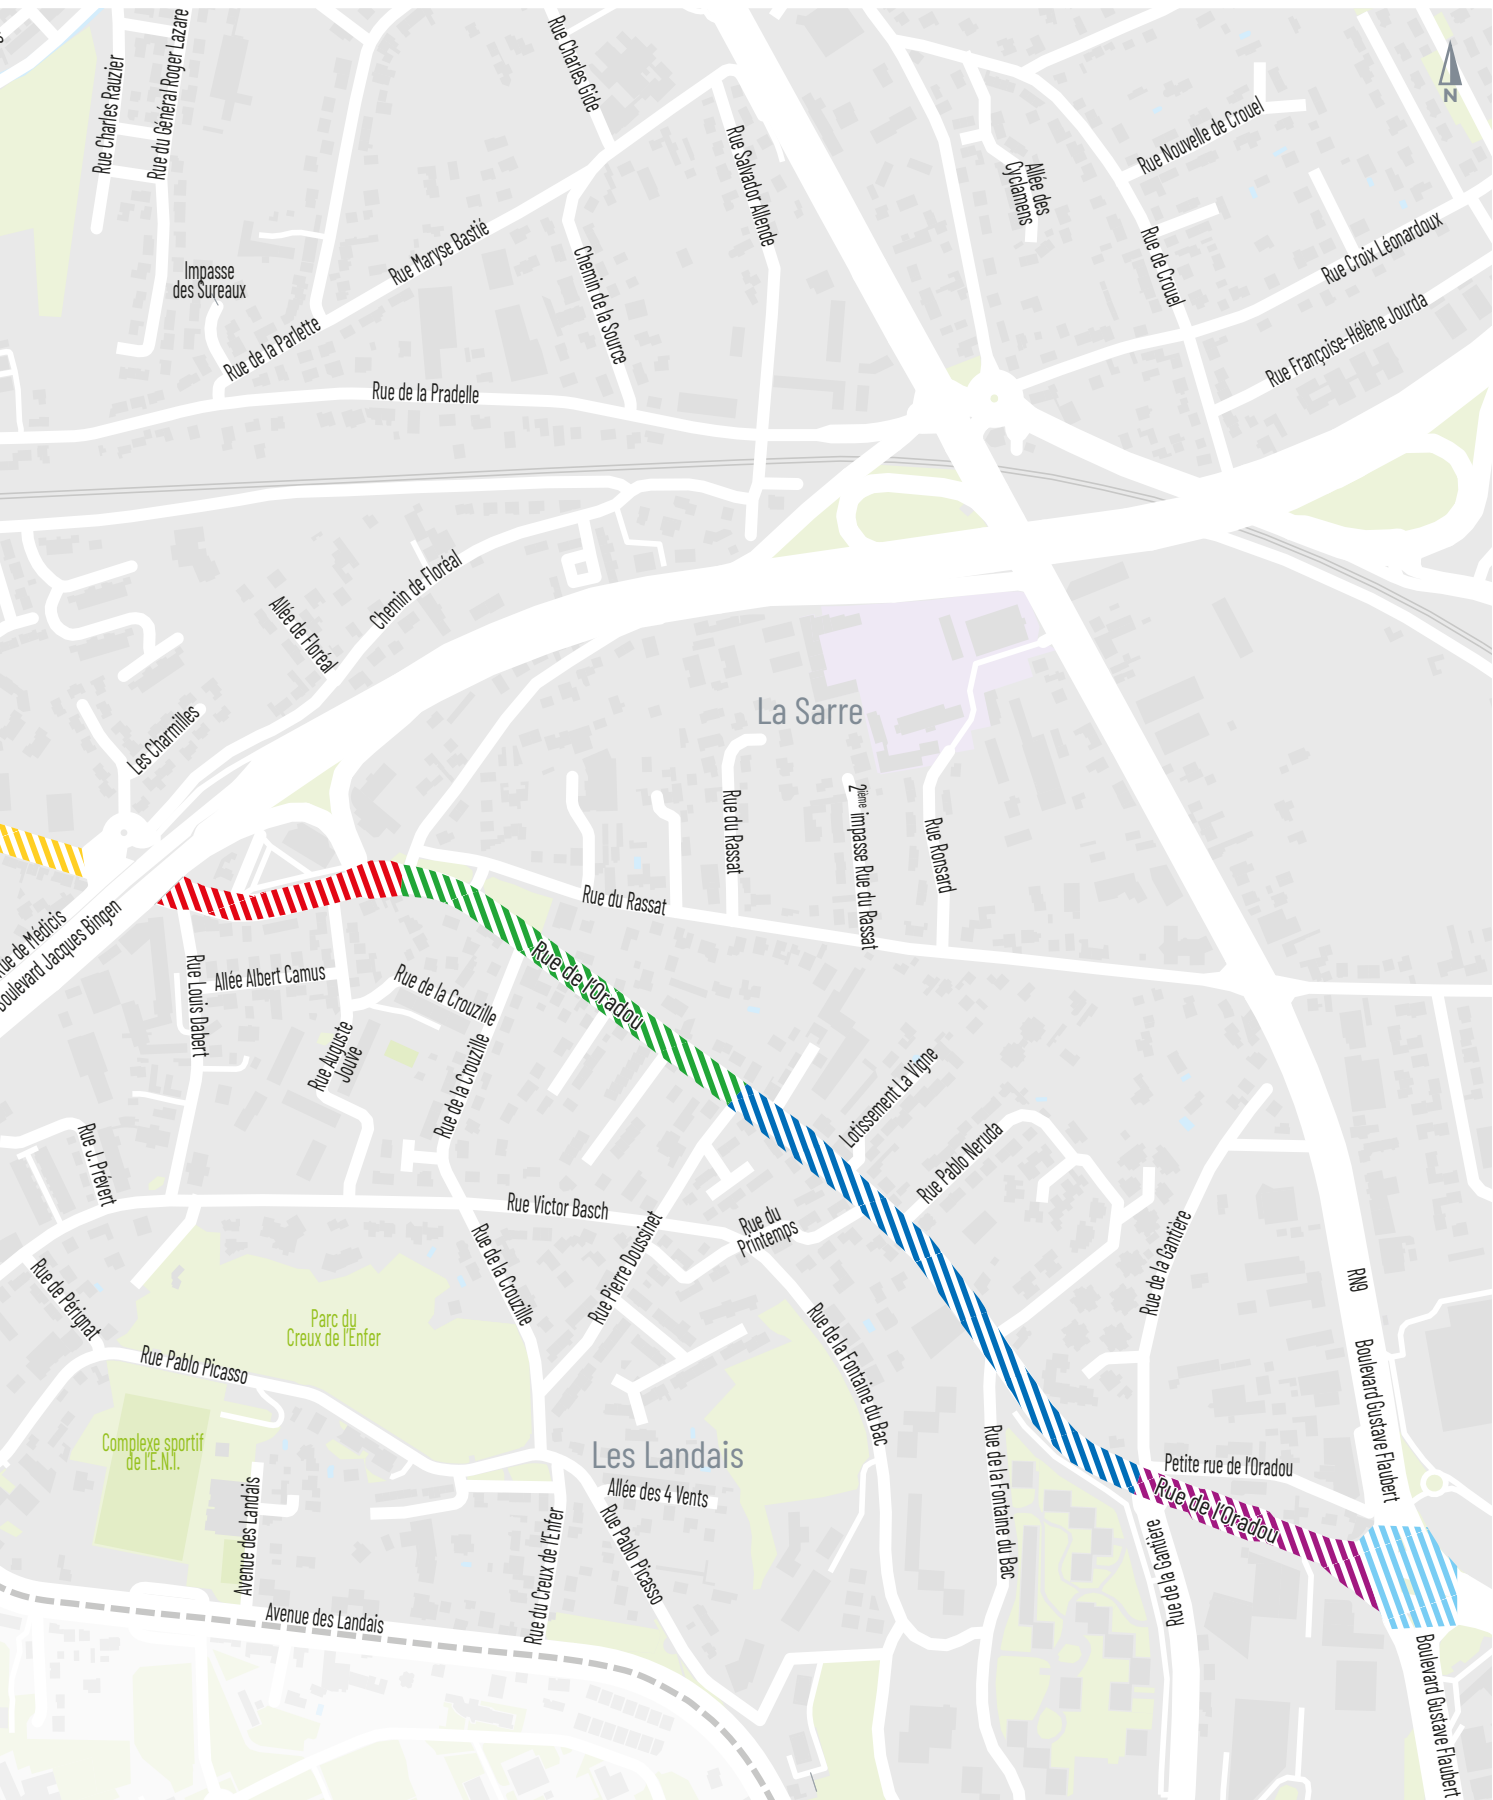 Rue Charles Rauzier
Rue du Général Roger Lazare
Rue Charles Gide
Rue Salvador Allende
N
Rue Nouvelle de Crouel
Allée des
Cyclamens
Rue de Crouel
Rue Croix Léonardoux
Rue Françoise-Hélène Jourda
Rue Maryse Bastié
Chemin de la Source
Impasse
des Sureaux
Rue de la Parlette
Rue de la Pradelle
Chemin de Floréal
Allée de Floréal
Les Charmilles
La Sarre
Rue du Rassat
2ième impasse Rue du Rassat
Rue Ronsard
Rue du Rassat
Rue de Médicis
Boulevard Jacques Bingen
Rue Louis Dabert
Allée Albert Camus
Rue de la Crouzille
Rue de l'Oradou
Rue Auguste
Jouve
Rue de la Crouzille
Lotissement La Vigne
Rue Pablo Neruda
Rue J. Prévert
Rue Victor Basch
Rue du
Printemps
Rue Pierre Doussinet
Rue de la Crouzille
Rue de la Gantière
RN9
Rue de Pérignat
Parc du
Creux de l'Enfer
Rue Pablo Picasso
Rue de la Fontaine du Bac
Boulevard Gustave Flaubert
Complexe sportif
de l'E.N.I.
Les Landais
Allée des 4 Vents
Rue de la Fontaine du Bac
Petite rue de l'Oradou
Rue de l'Oradou
Avenue des Landais
Rue du Creux de l'Enfer
Rue Pablo Picasso
Rue de la Gantière
Avenue des Landais
Boulevard Gustave Flaubert